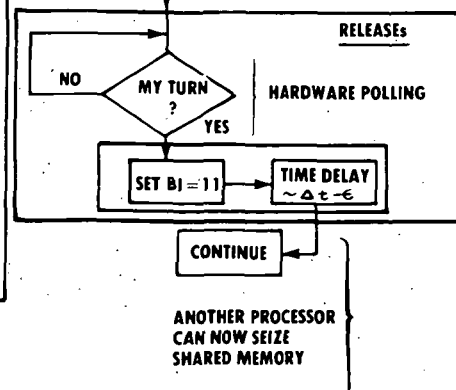 RELEASEs
NO
MY TURN
?
HARDWARE POLLING
YES
SET BI = 11
TIME DELAY
~ Δ t - ε
CONTINUE
ANOTHER PROCESSOR
CAN NOW SEIZE
SHARED MEMORY